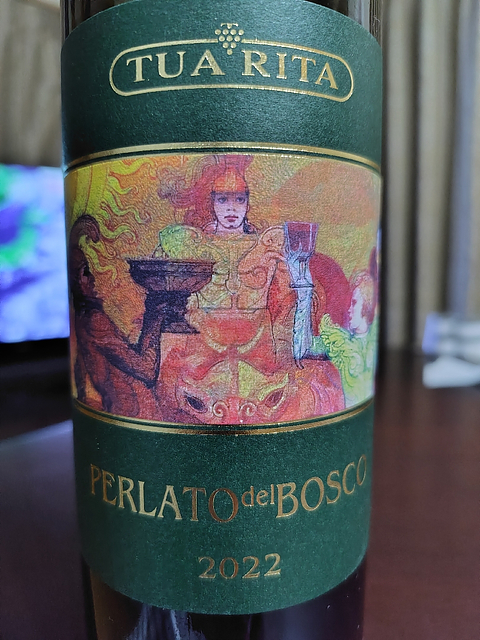 TUA RITA
PERLATO del BOSCO
2022